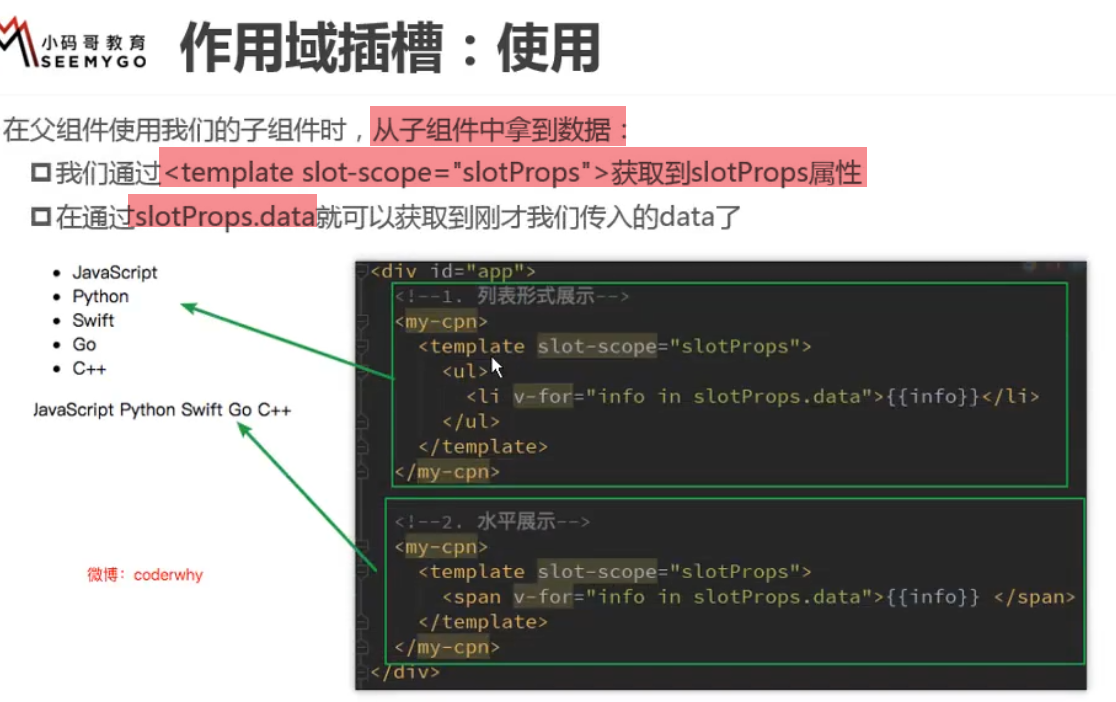 小码哥教育
SEEMYGO
作用域插槽：使用
在父组件使用我们的子组件时，从子组件中拿到数据：
我们通过<template slot-scope="slotProps">获取到slotProps属性
在通过slotProps.data就可以获取到刚才我们传入的data了
JavaScript
Python
Swift
Go
C++
JavaScript Python Swift Go C++
微博：coderwhy
<div id="app">
<!--1. 列表形式展示-->
<my-cpn>
<template slot-scope="slotProps">
<ul>
<li v-for="info in slotProps.data">{{info}}</li>
</ul>
</template>
</my-cpn>
<!--2. 水平展示-->
<my-cpn>
<template slot-scope="slotProps">
<span v-for="info in slotProps.data">{{info}} </span>
</template>
</my-cpn>
</div>